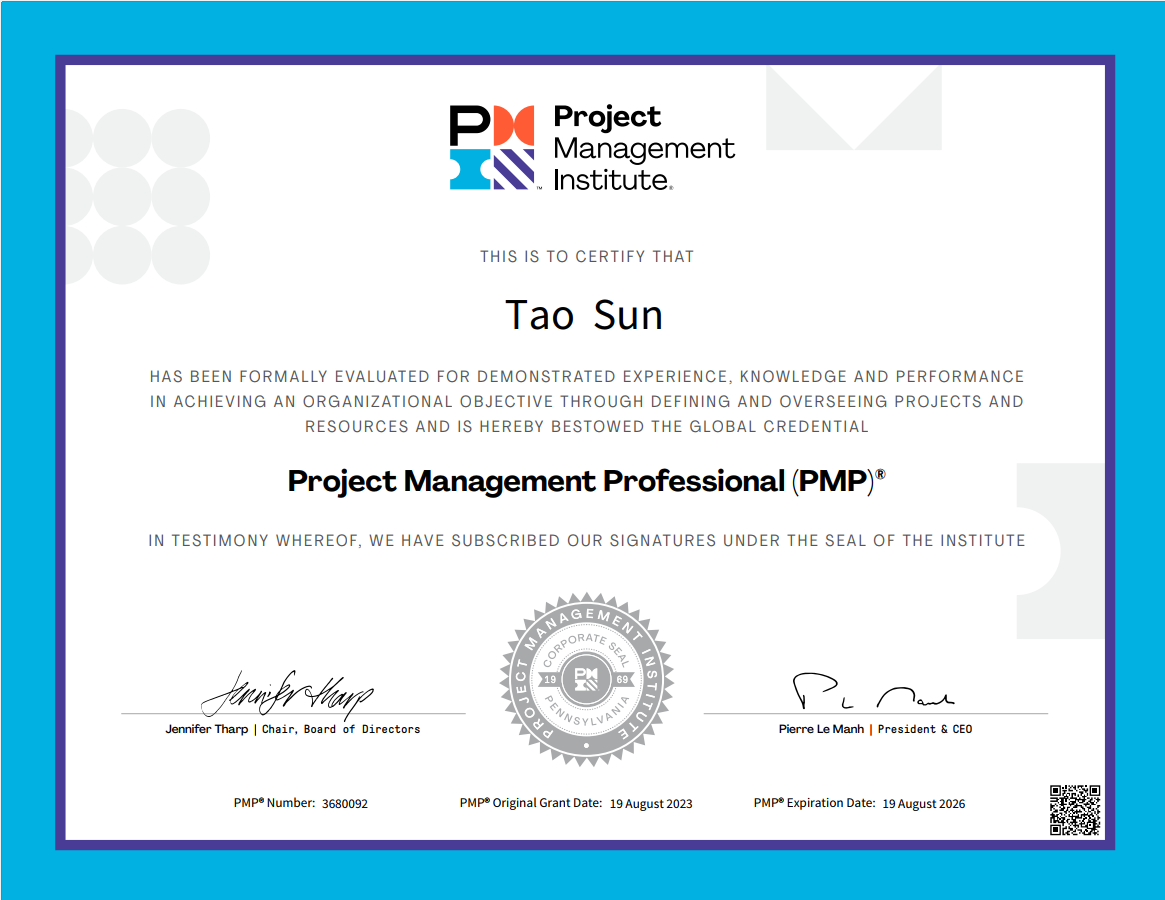 PM
Project
Management
Institute®
THIS IS TO CERTIFY THAT
Tao Sun
HAS BEEN FORMALLY EVALUATED FOR DEMONSTRATED EXPERIENCE, KNOWLEDGE AND PERFORMANCE
IN ACHIEVING AN ORGANIZATIONAL OBJECTIVE THROUGH DEFINING AND OVERSEEING PROJECTS AND
RESOURCES AND IS HEREBY BESTOWED THE GLOBAL CREDENTIAL
Project Management Professional (PMP)®
IN TESTIMONY WHEREOF, WE HAVE SUBSCRIBED OUR SIGNATURES UNDER THE SEAL OF THE INSTITUTE
PROJECT MANAGEMENT INSTITUTE
CORPORATE SEAL
19 69
PENNSYLVANIA
Jennifer Tharp
Jennifer Tharp | Chair, Board of Directors
Pierre Le Manh | President & CEO
PMP® Number: 3680092
PMP® Original Grant Date: 19 August 2023
PMP® Expiration Date: 19 August 2026